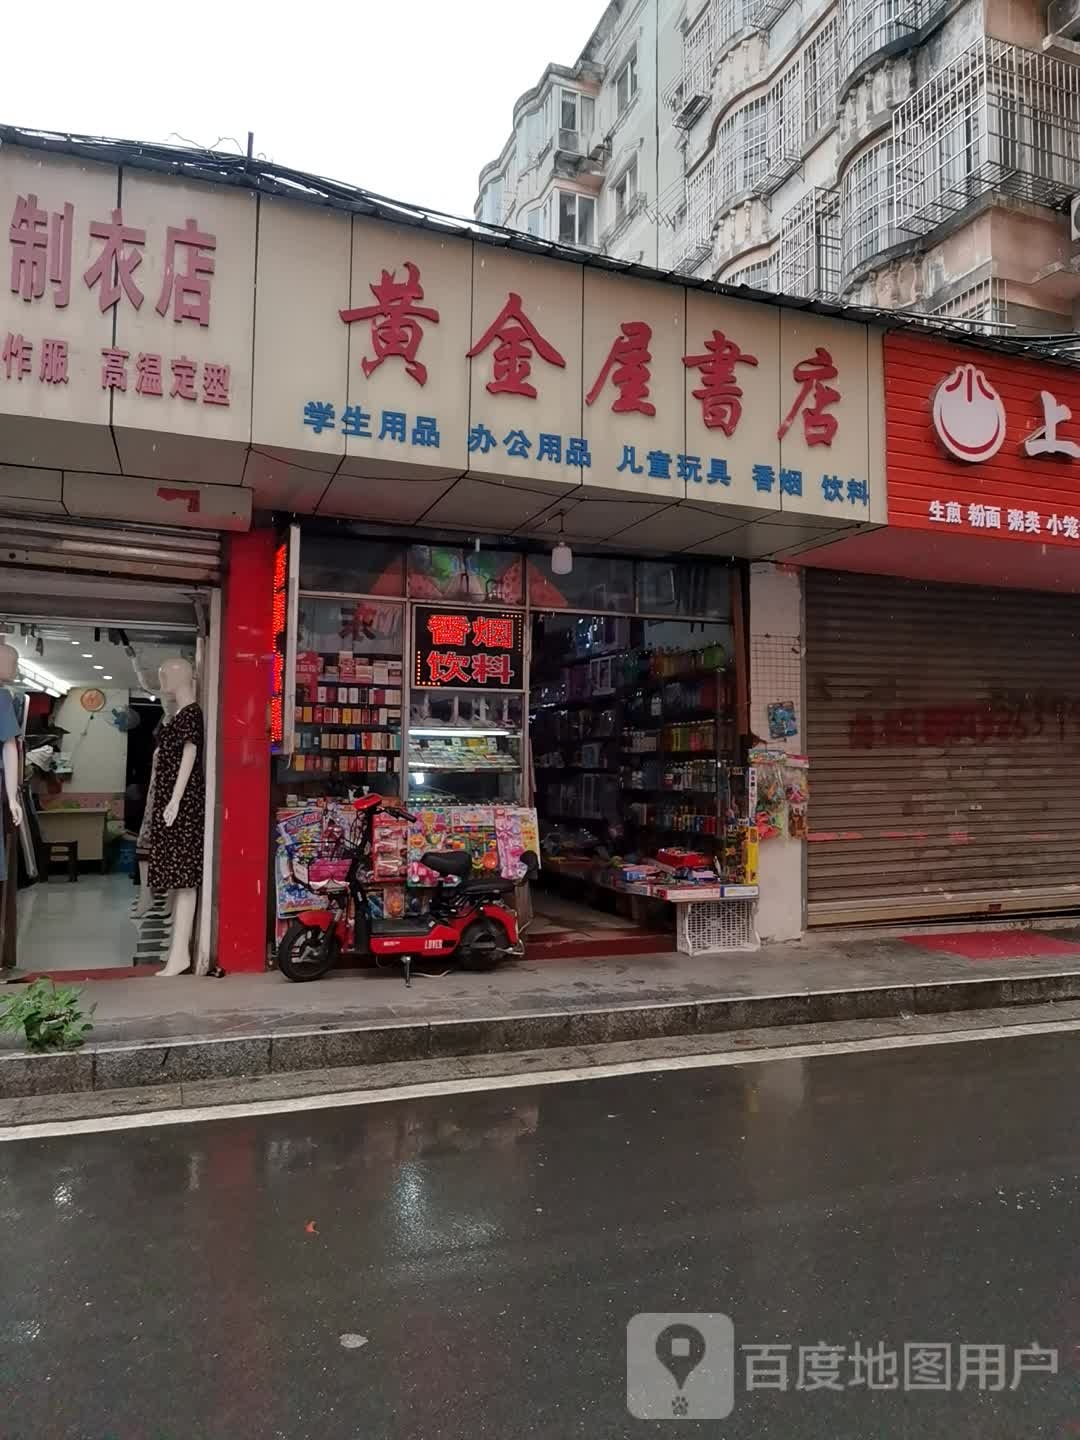 制衣店
作服 高温定型
黄金屋書店
学生用品 办公用品 儿童玩具 香烟 饮料
小
上
生煎 粉面 粥类 小笼
香烟
饮料
LOVER
百度地图用户